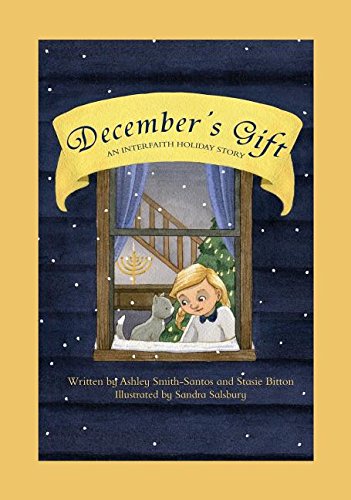 December's Gift
AN INTERFAITH HOLIDAY STORY
Written by Ashley Smith-Santos and Stasie Bitton
Illustrated by Sandra Salsbury